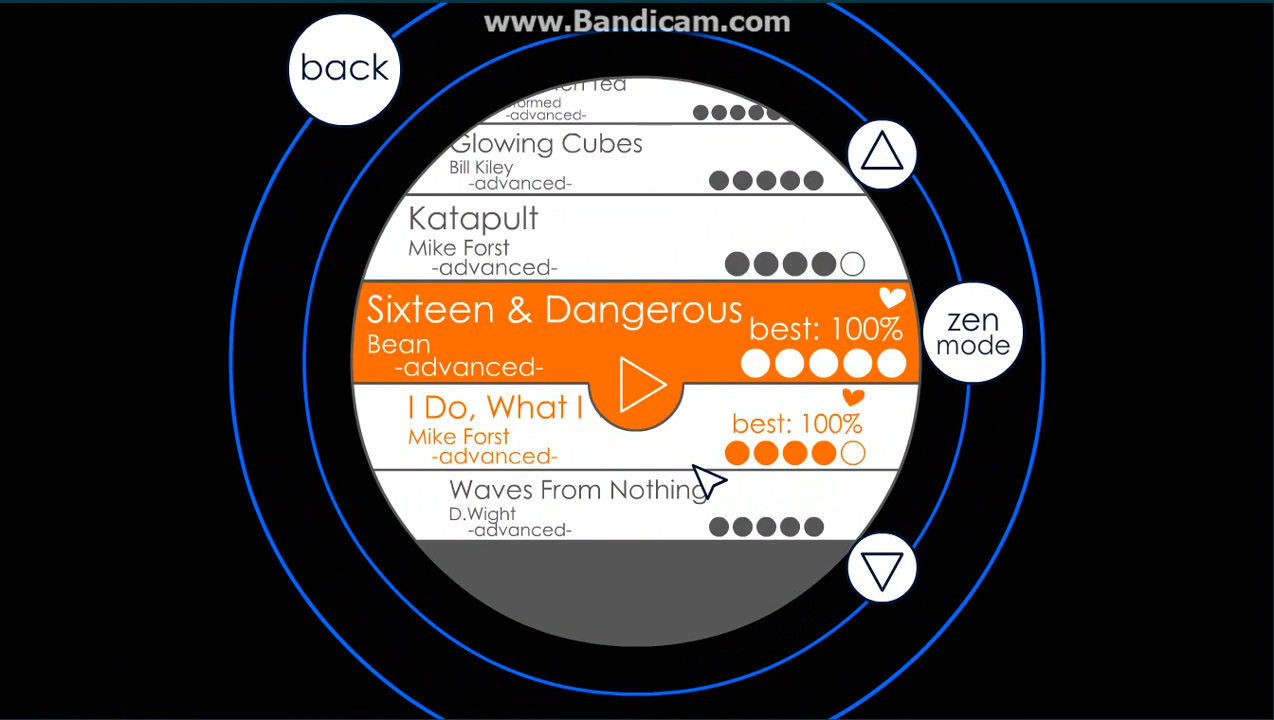 www.Bandicam.com
back
Tea
-advanced-
Glowing Cubes
Bill Kiley
-advanced-
Katapult
Mike Forst
-advanced-
Sixteen & Dangerous
best: 100%
Bean
-advanced-
zen
mode
I Do, What I
best: 100%
Mike Forst
-advanced-
Waves From Nothing
D.Wight
-advanced-